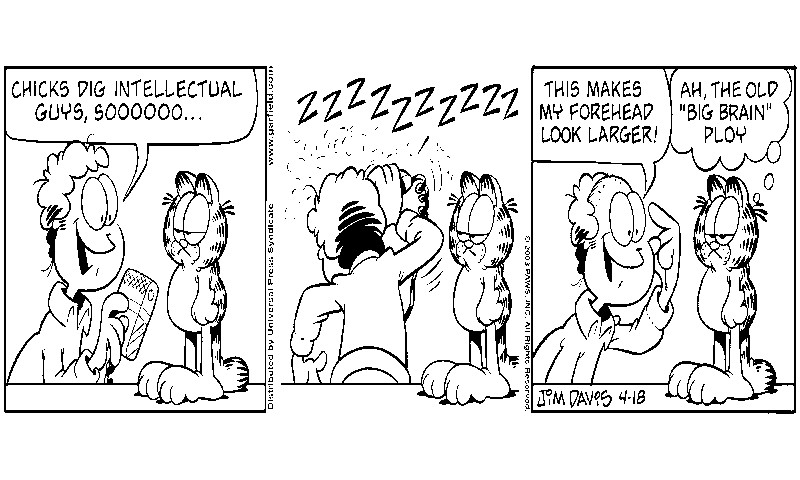 CHICKS DIG INTELLECTUAL
GUYS, SOOOOOO...
www.garfield.com
Distributed by Universal Press Syndicate
ZZZZZZZZZZ
THIS MAKES
MY FOREHEAD
LOOK LARGER!
AH, THE OLD
"BIG BRAIN"
PLOY
© 2003 PAWS, INC. All Rights Reserved.
JIM DAVIS 4-18